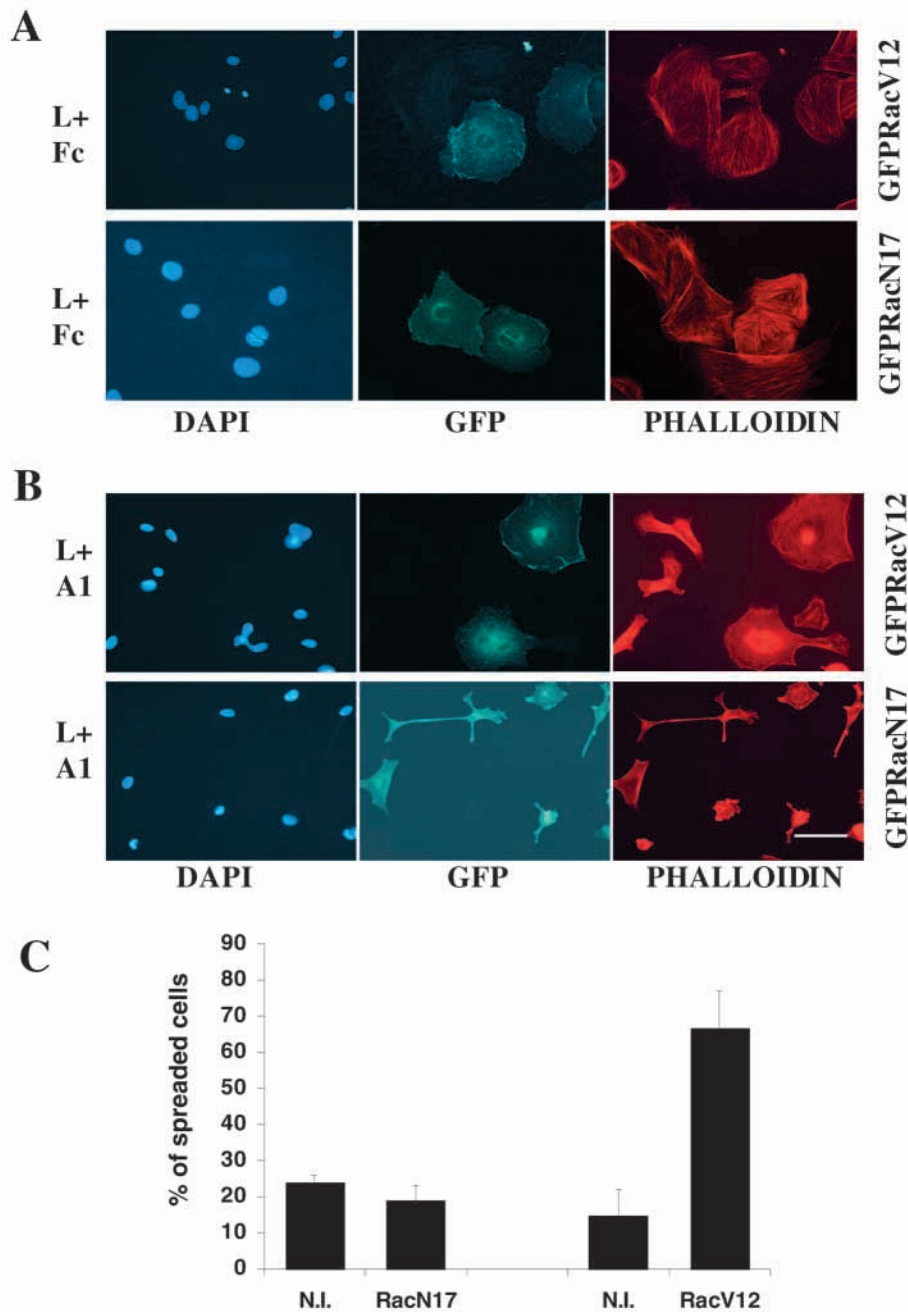 A
L+
Fc
GFPRacV12
L+
Fc
GFPRacN17
DAPI GFP PHALLOIDIN
B
L+
A1
GFPRacV12
L+
A1
GFPRacN17
DAPI GFP PHALLOIDIN
C
% of spreaded cells
90
80
70
60
50
40
30
20
10
0
N.I. RacN17 N.I. RacV12